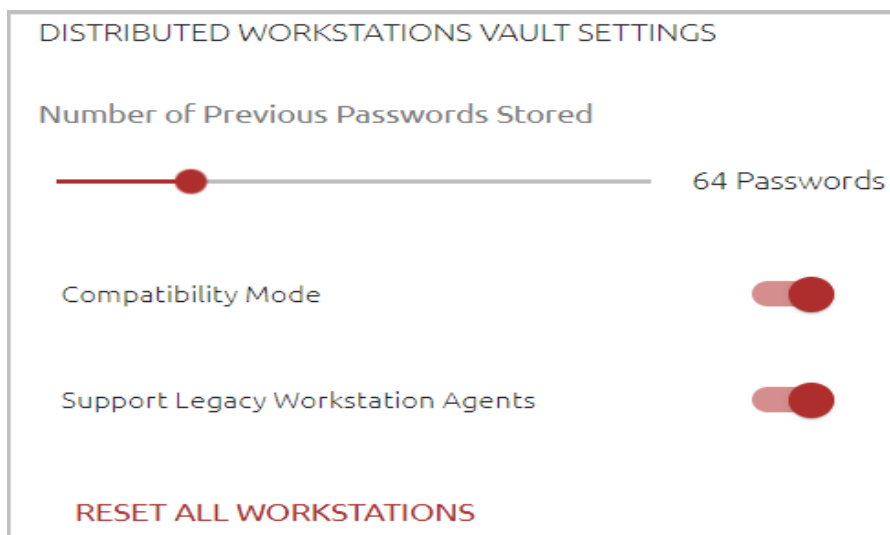 DISTRIBUTED WORKSTATIONS VAULT SETTINGS
Number of Previous Passwords Stored
64 Passwords
Compatibility Mode
Support Legacy Workstation Agents
RESET ALL WORKSTATIONS